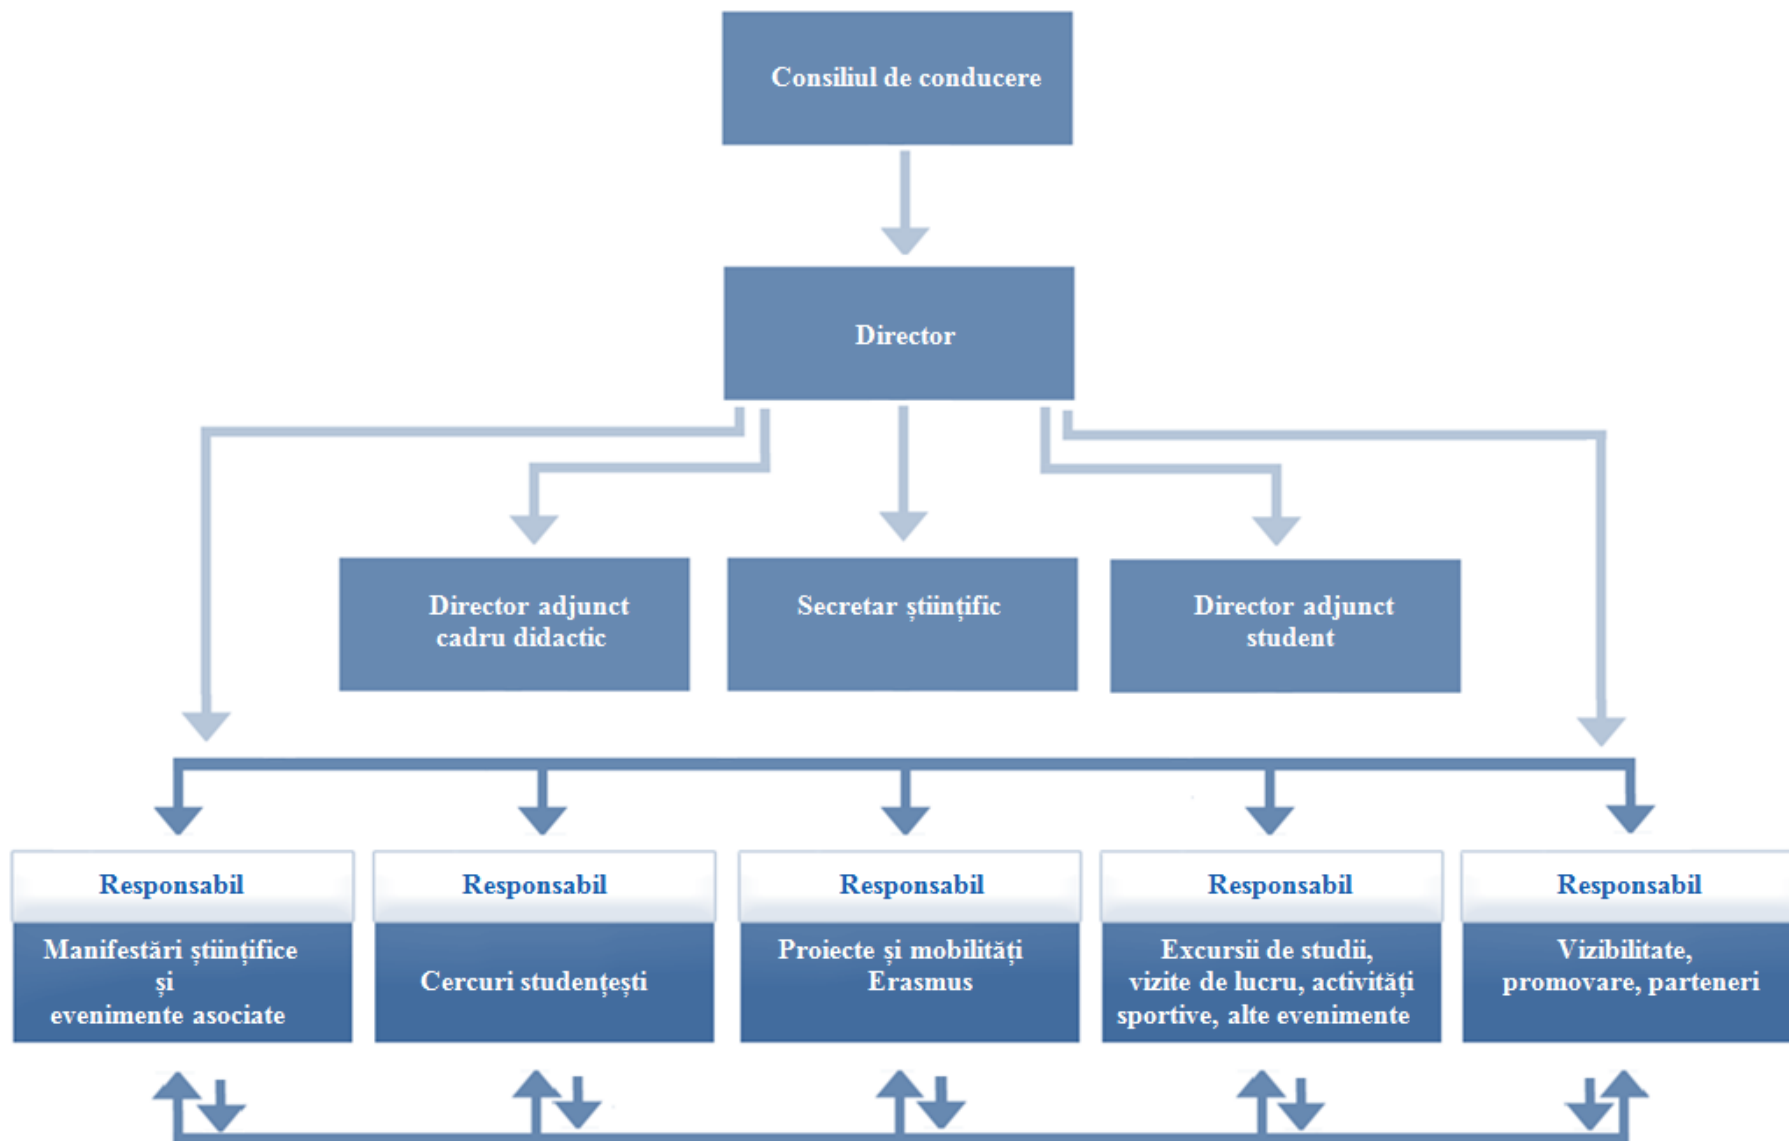 Consiliul de conducere
Director
Director adjunct
cadru didactic
Secretar științific
Director adjunct
student
Responsabil
Manifestări științifice
și
evenimente asociate
Responsabil
Cercuri studențești
Responsabil
Proiecte și mobilități
Erasmus
Responsabil
Excursii de studii,
vizite de lucru, activități
sportive, alte evenimente
Responsabil
Vizibilitate,
promovare, parteneri